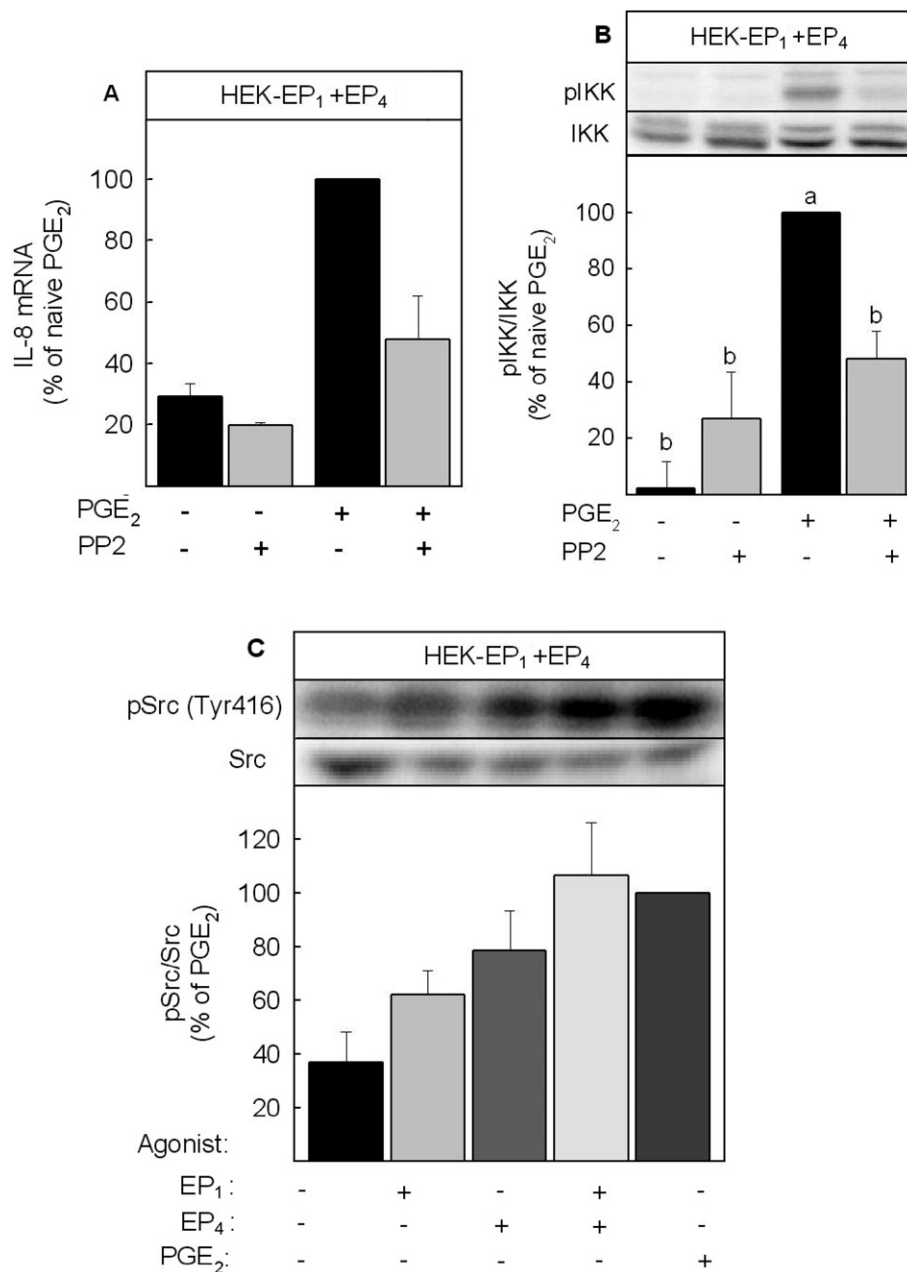 A
HEK-EP₁ +EP₄
IL-8 mRNA
(% of naive PGE₂)
100
80
60
40
20
PGE₂ - - + +
PP2 - + - +
B
HEK-EP₁ +EP₄
pIKK
IKK
pIKK/IKK
(% of naive PGE₂)
100
80
60
40
20
b b a b
PGE₂ - - + +
PP2 - + - +
C
HEK-EP₁ +EP₄
pSrc (Tyr416)
Src
pSrc/Src
(% of PGE₂)
120
100
80
60
40
20
Agonist:
EP₁ : - + - + -
EP₄ : - - + + -
PGE₂: - - - - +